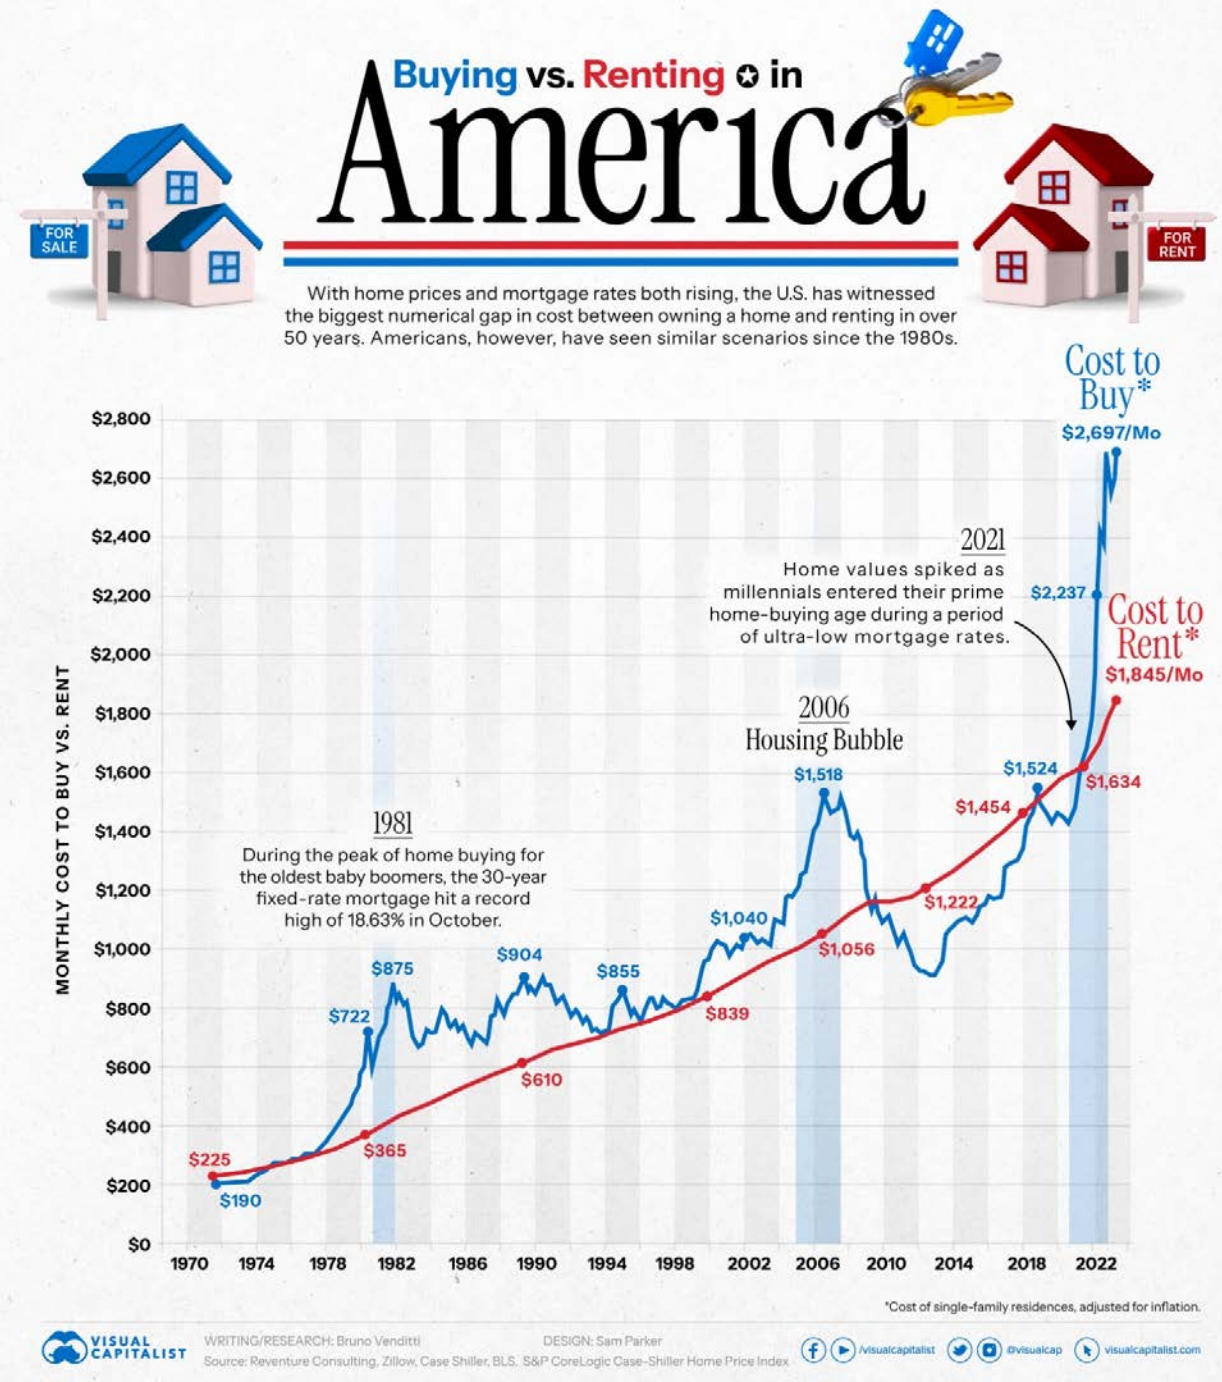 Buying vs. Renting in
America
FOR
SALE
FOR
RENT
With home prices and mortgage rates both rising, the U.S. has witnessed
the biggest numerical gap in cost between owning a home and renting in over
50 years. Americans, however, have seen similar scenarios since the 1980s.
Cost to
Buy*
$2,697/Mo
$2,800
$2,600
$2,400
$2,200
$2,000
$1,800
$1,600
$1,400
$1,200
$1,000
$800
$600
$400
$200
$0
MONTHLY COST TO BUY VS. RENT
2021
Home values spiked as
millennials entered their prime
home-buying age during a period
of ultra-low mortgage rates.
$2,237
Cost to
Rent*
$1,845/Mo
2006
Housing Bubble
$1,518
$1,524
$1,634
$1,454
1981
During the peak of home buying for
the oldest baby boomers, the 30-year
fixed-rate mortgage hit a record
high of 18.63% in October.
$1,222
$1,040
$1,056
$904
$875
$855
$722
$839
$610
$365
$225
$190
1970 1974 1978 1982 1986 1990 1994 1998 2002 2006 2010 2014 2018 2022
*Cost of single-family residences, adjusted for inflation.
VISUAL
CAPITALIST
WRITING/RESEARCH: Bruno Venditti
DESIGN: Sam Parker
Source: Reventure Consulting, Zillow, Case Shiller, BLS. S&P CoreLogic Case-Shiller Home Price Index
/visualcapitalist
@visualcap
visualcapitalist.com